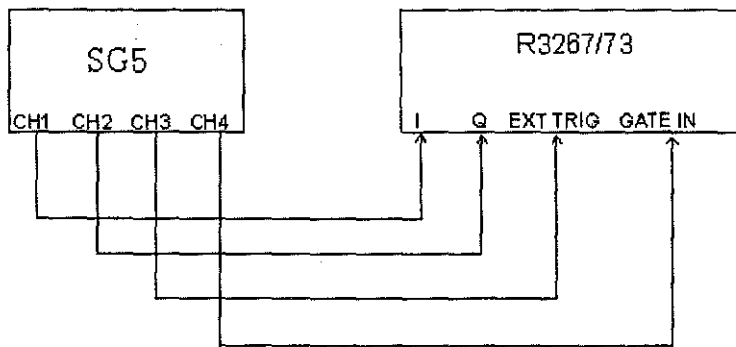 SG5
R3267/73
CH1 CH2 CH3 CH4
I Q EXT TRIG GATE IN